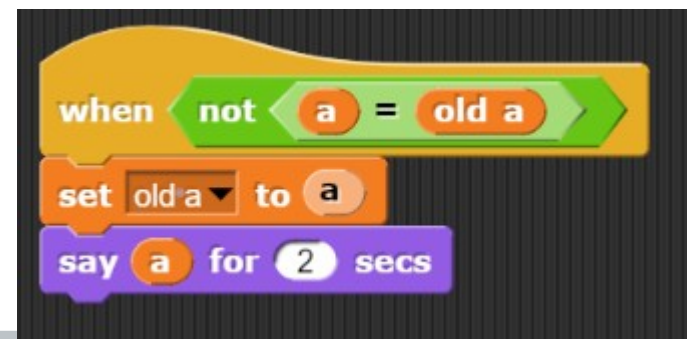 when not a = old a
set old a to a
say a for 2 secs